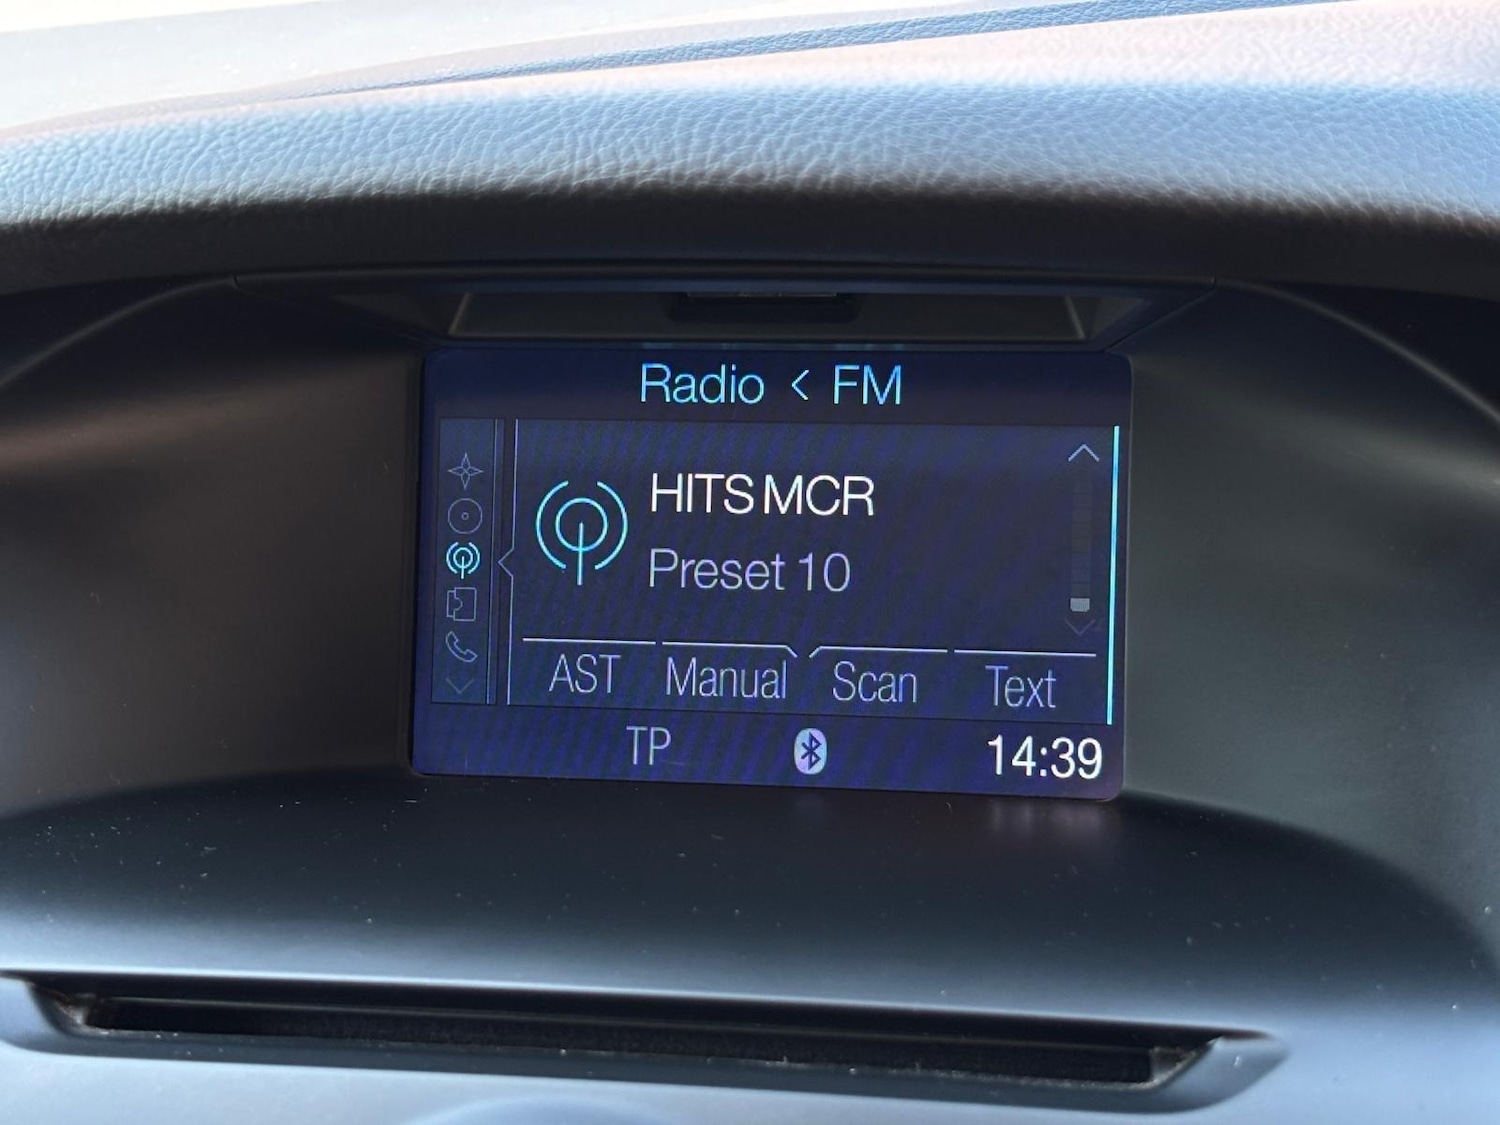 Radio < FM
HITS MCR
Preset 10
AST Manual Scan Text
TP 14:39